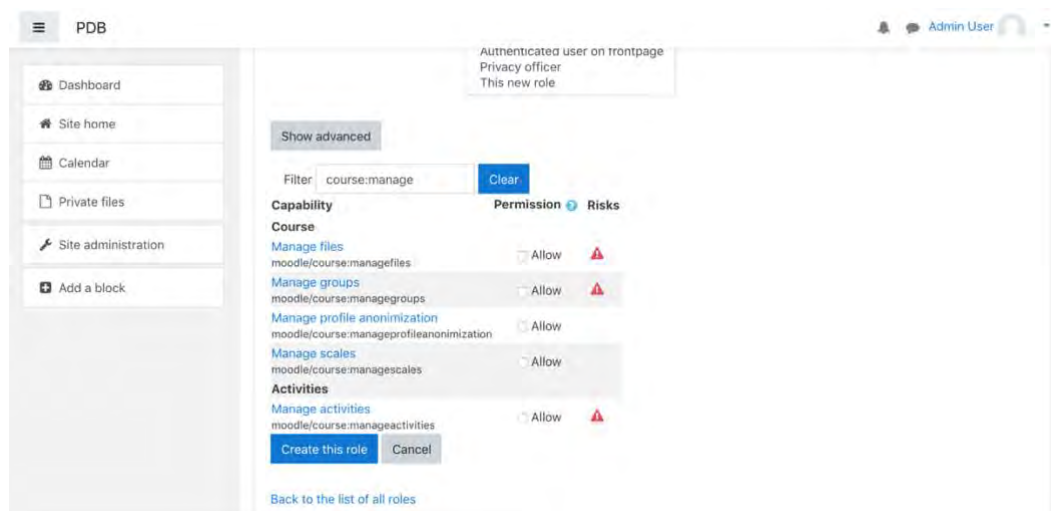 PDB
Admin User
Dashboard
Site home
Calendar
Private files
Site administration
Add a block
Authenticated user on frontpage
Privacy officer
This new role
Show advanced
Filter course:manage Clear
Capability Permission Risks
Course
Manage files
moodle/course:managefiles
Allow
Manage groups
moodle/course:managegroups
Allow
Manage profile anonimization
moodle/course:manageprofileanonimization
Allow
Manage scales
moodle/course:managescales
Allow
Activities
Manage activities
moodle/course:manageactivities
Allow
Create this role Cancel
Back to the list of all roles